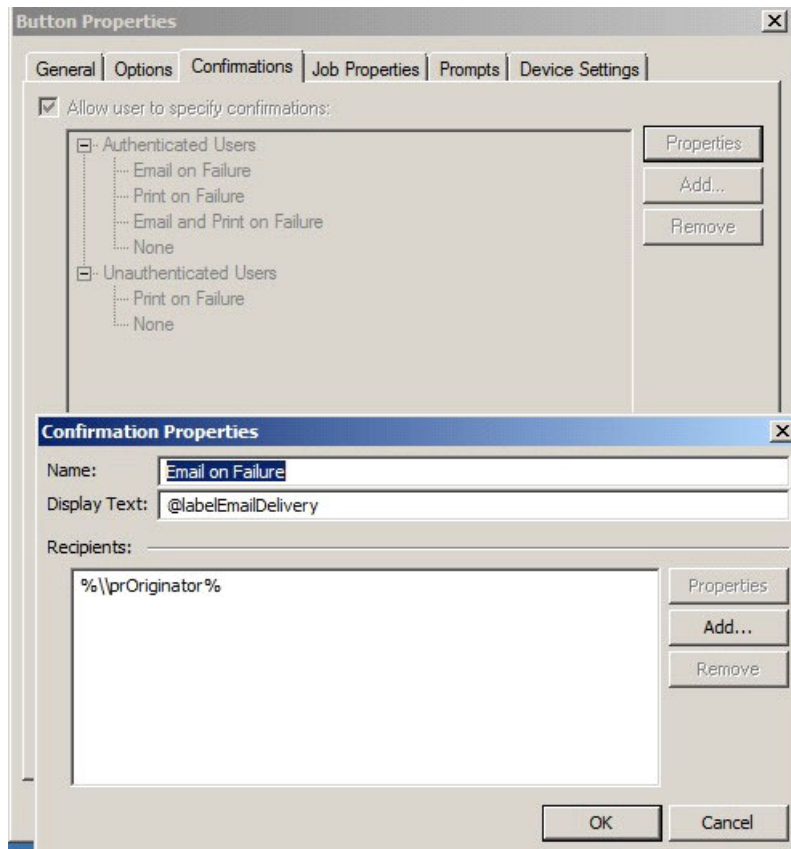 Button Properties
General Options Confirmations Job Properties Prompts Device Settings
Allow user to specify confirmations:
Authenticated Users
Email on Failure
Print on Failure
Email and Print on Failure
None
Unauthenticated Users
Print on Failure
None
Properties
Add...
Remove
Confirmation Properties
Name: Email on Failure
Display Text: @labelEmailDelivery
Recipients:
%\\prOriginator%
Properties
Add...
Remove
OK Cancel